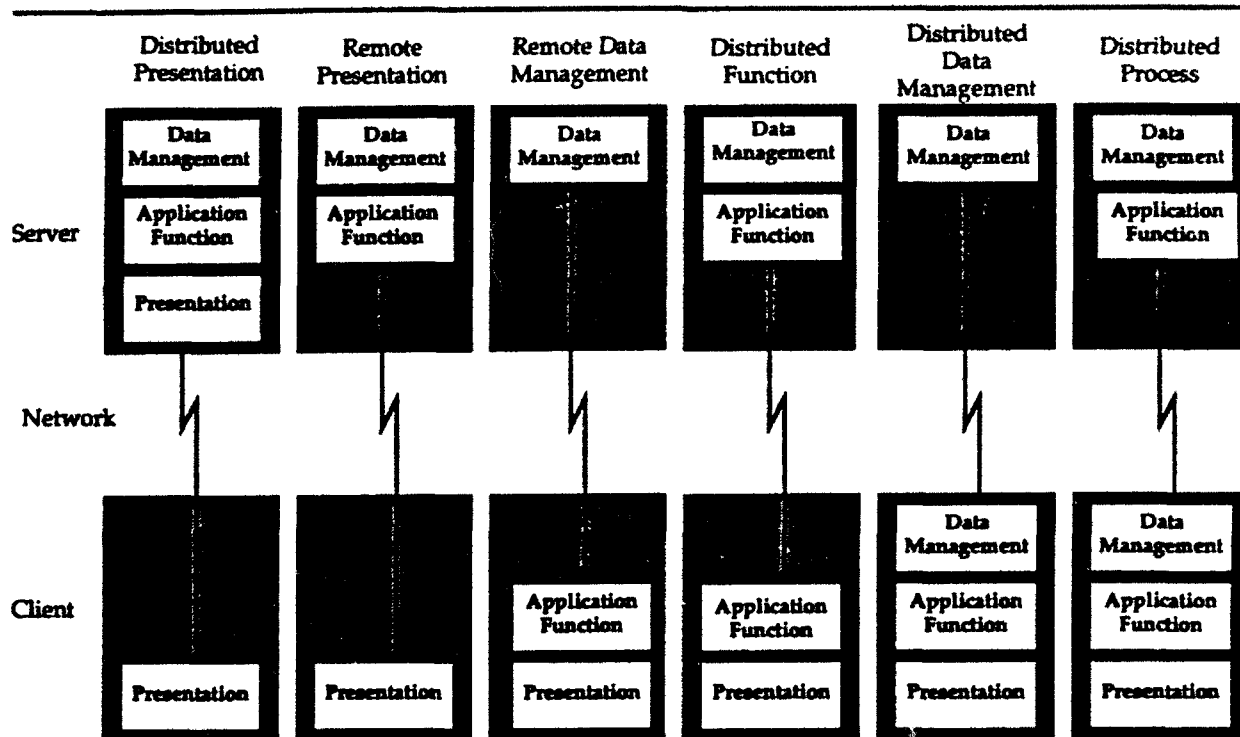 Distributed
Presentation
Remote
Presentation
Remote Data
Management
Distributed
Function
Distributed
Data
Management
Distributed
Process
Server
Data
Management
Application
Function
Presentation
Data
Management
Application
Function
Data
Management
Data
Management
Application
Function
Data
Management
Data
Management
Application
Function
Network
Client
Presentation
Presentation
Application
Function
Presentation
Application
Function
Presentation
Data
Management
Application
Function
Presentation
Data
Management
Application
Function
Presentation